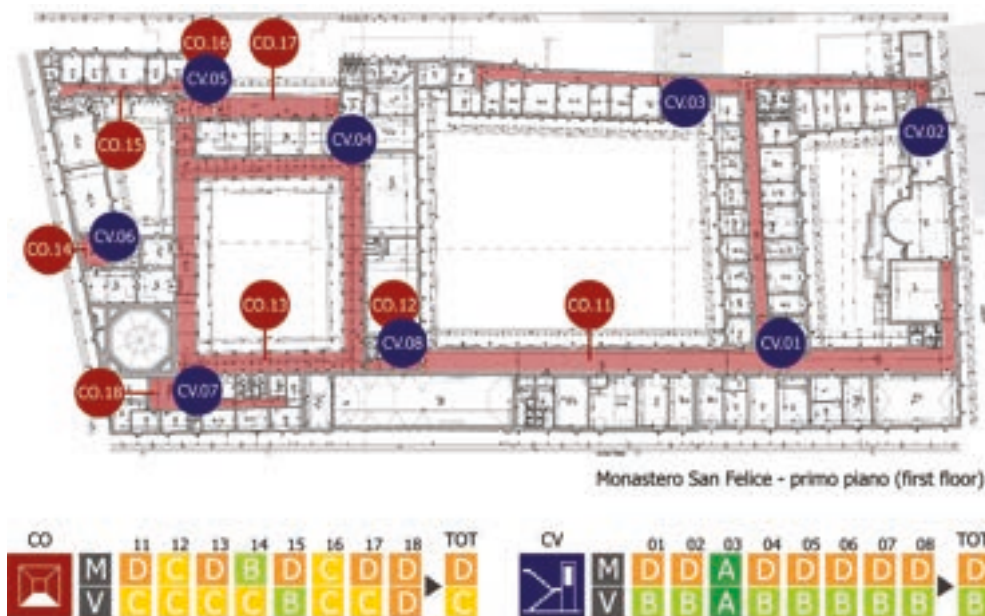 CO.16
CO.17
CV.05
CV.03
CV.04
CV.02
CO.15
CO.14
CV.06
CO.13
CO.12
CO.11
CV.08
CV.01
CO.18
CV.07
Monastero San Felice - primo piano (first floor)
CO 11 12 13 14 15 16 17 18 TOT
M D C D B D C D D D
V C C C C B C C D C
CV 01 02 03 04 05 06 07 08 TOT
M D D A D D D D D D
V B B A B B B B B B